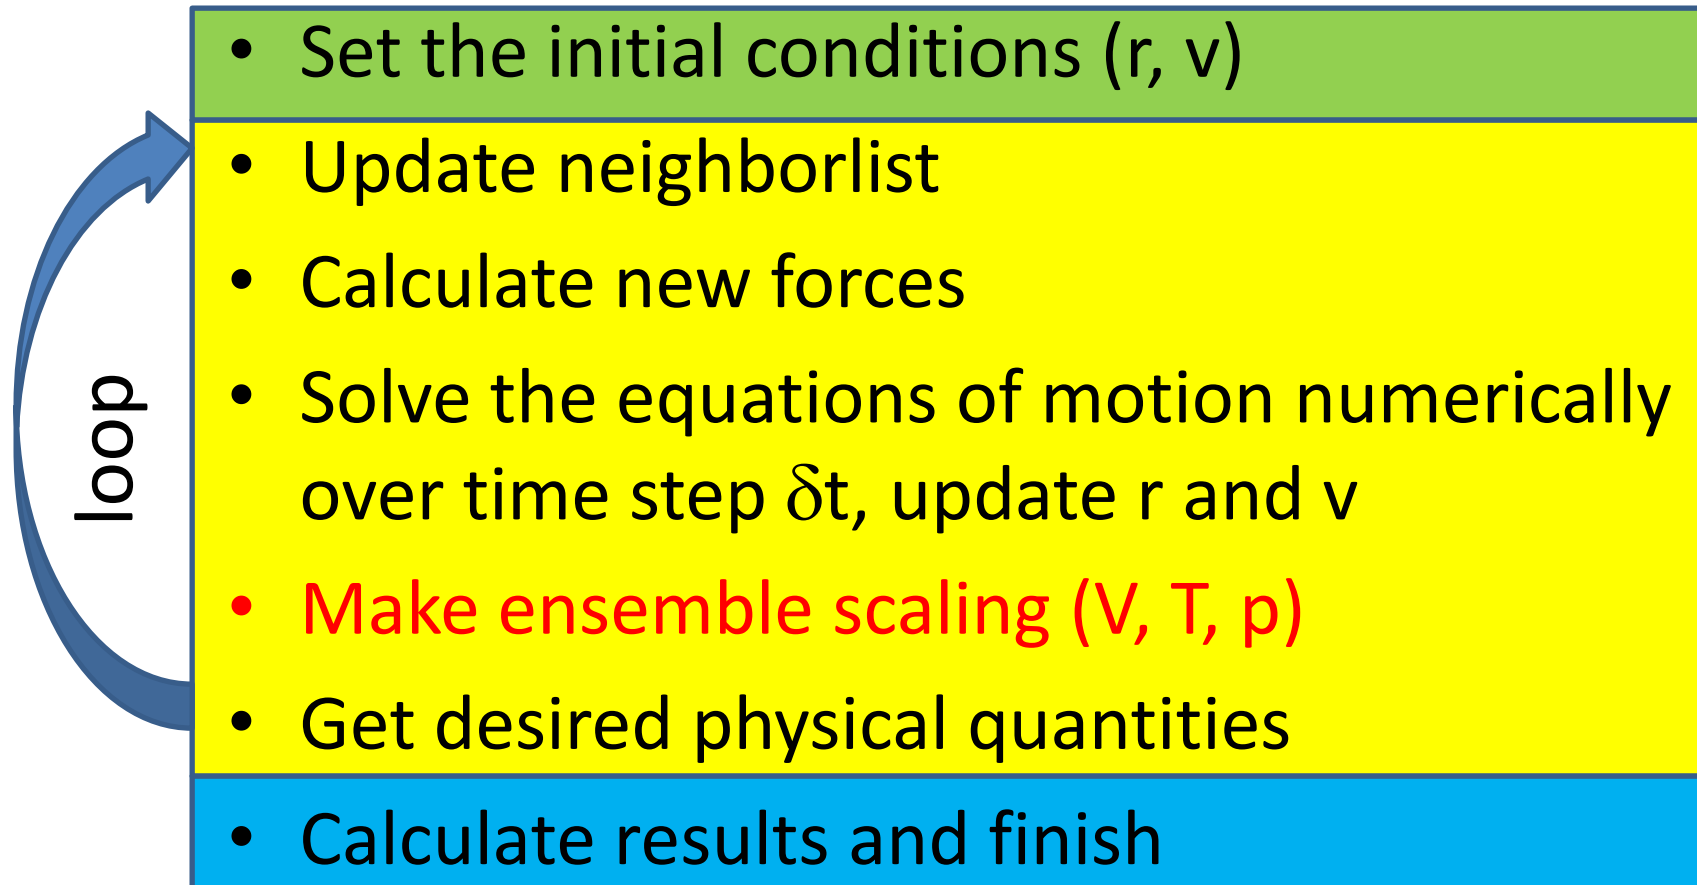 • Set the initial conditions (r, v)
• Update neighborlist
• Calculate new forces
• Solve the equations of motion numerically
over time step δt, update r and v
• Make ensemble scaling (V, T, p)
• Get desired physical quantities
• Calculate results and finish
loop